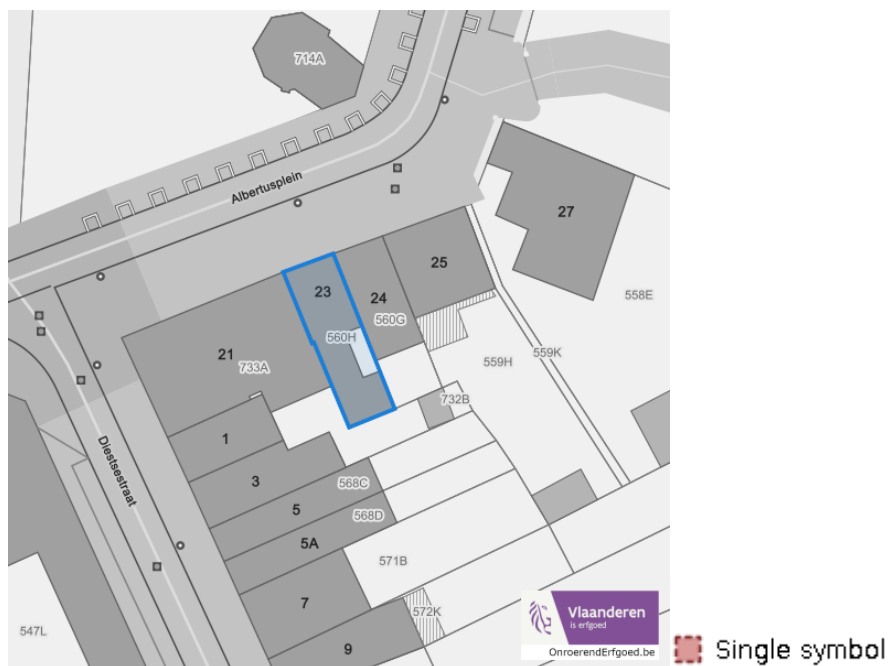 714A
Albertusplein
27
25
23
24
558E
560G
560H
559K
559H
21
733A
732B
1
3
568C
5
568D
5A
Diestsestraat
571B
7
572K
547L
9
Vlaanderen
is erfgoed
OnroerendErfgoed.be
Single symbol